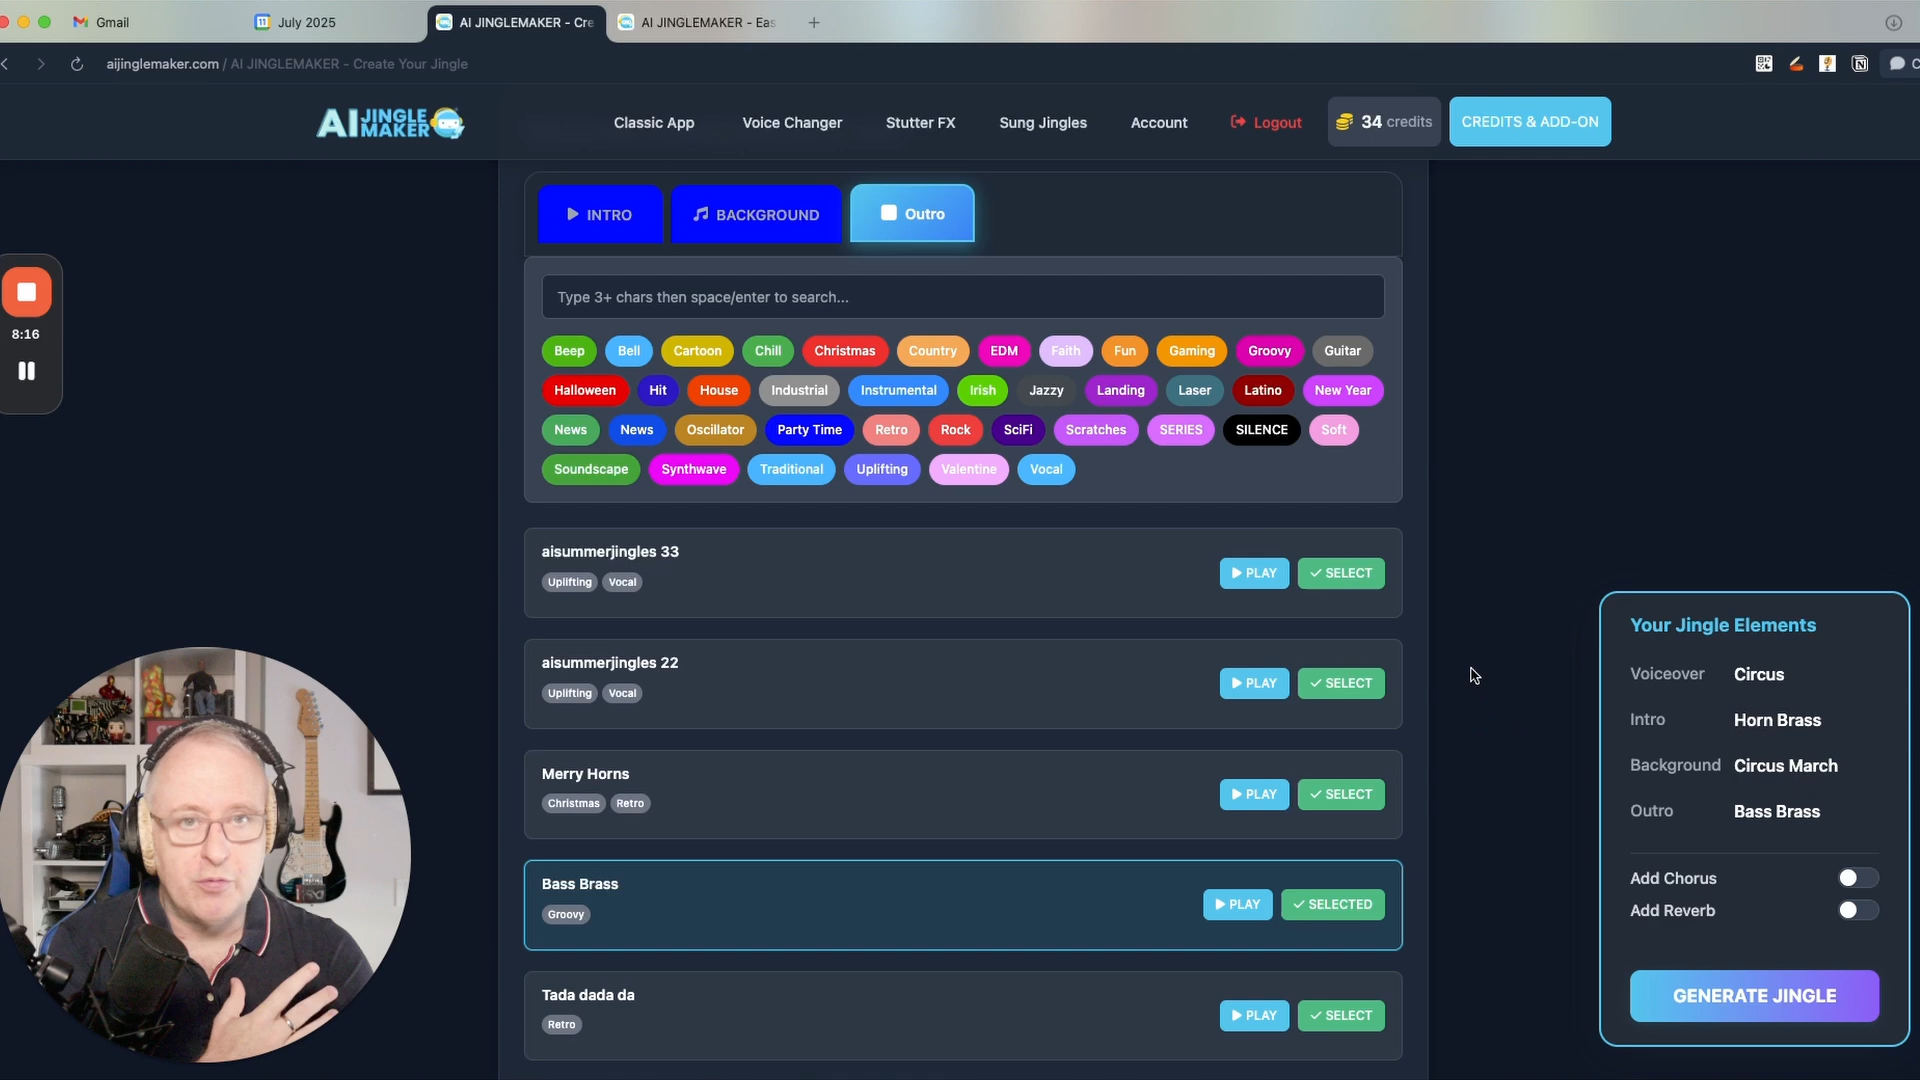 Gmail
July 2025
AI JINGLEMAKER - Cre
AI JINGLEMAKER - Eas
aijinglemaker.com / AI JINGLEMAKER - Create Your Jingle
AI JINGLE MAKER
Classic App
Voice Changer
Stutter FX
Sung Jingles
Account
Logout
34 credits
CREDITS & ADD-ON
INTRO
BACKGROUND
Outro
8:16
Type 3+ chars then space/enter to search...
Beep Bell Cartoon Chill Christmas Country EDM Faith Fun Gaming Groovy Guitar
Halloween Hit House Industrial Instrumental Irish Jazzy Landing Laser Latino New Year
News News Oscillator Party Time Retro Rock SciFi Scratches SERIES SILENCE Soft
Soundscape Synthwave Traditional Uplifting Valentine Vocal
aisummerjingles 33
Uplifting Vocal
PLAY SELECT
aisummerjingles 22
Uplifting Vocal
PLAY SELECT
Merry Horns
Christmas Retro
PLAY SELECT
Bass Brass
Groovy
PLAY SELECTED
Tada dada da
Retro
PLAY SELECT
Your Jingle Elements
Voiceover Circus
Intro Horn Brass
Background Circus March
Outro Bass Brass
Add Chorus
Add Reverb
GENERATE JINGLE